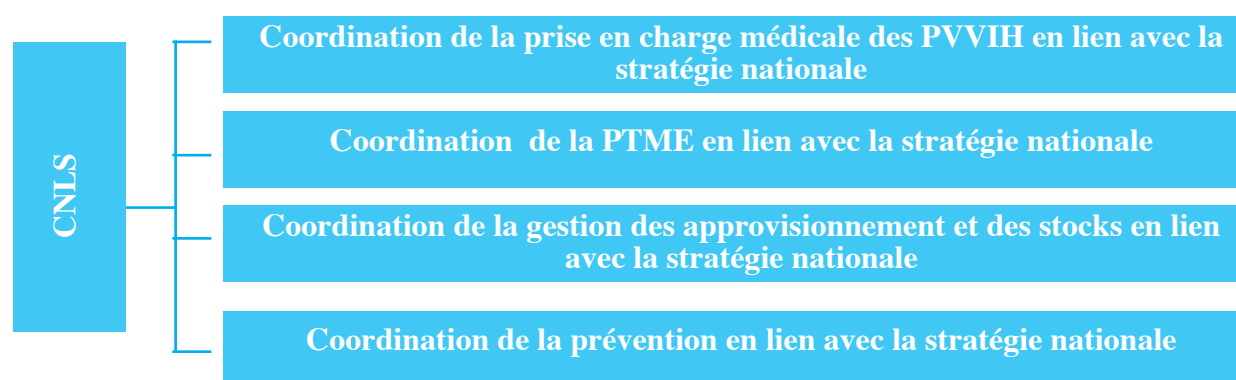 CNLS
Coordination de la prise en charge médicale des PVVIH en lien avec la
stratégie nationale
Coordination de la PTME en lien avec la stratégie nationale
Coordination de la gestion des approvisionnement et des stocks en lien
avec la stratégie nationale
Coordination de la prévention en lien avec la stratégie nationale